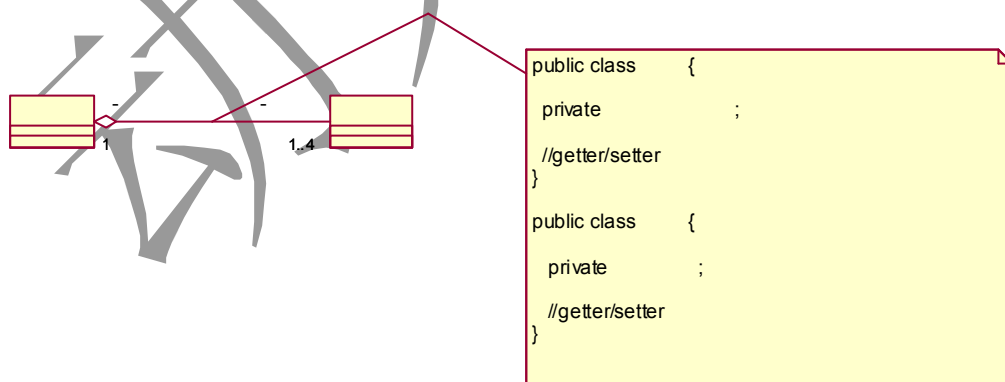 - -
1 1..4
public class {
private ;
//getter/setter
}
public class {
private ;
//getter/setter
}